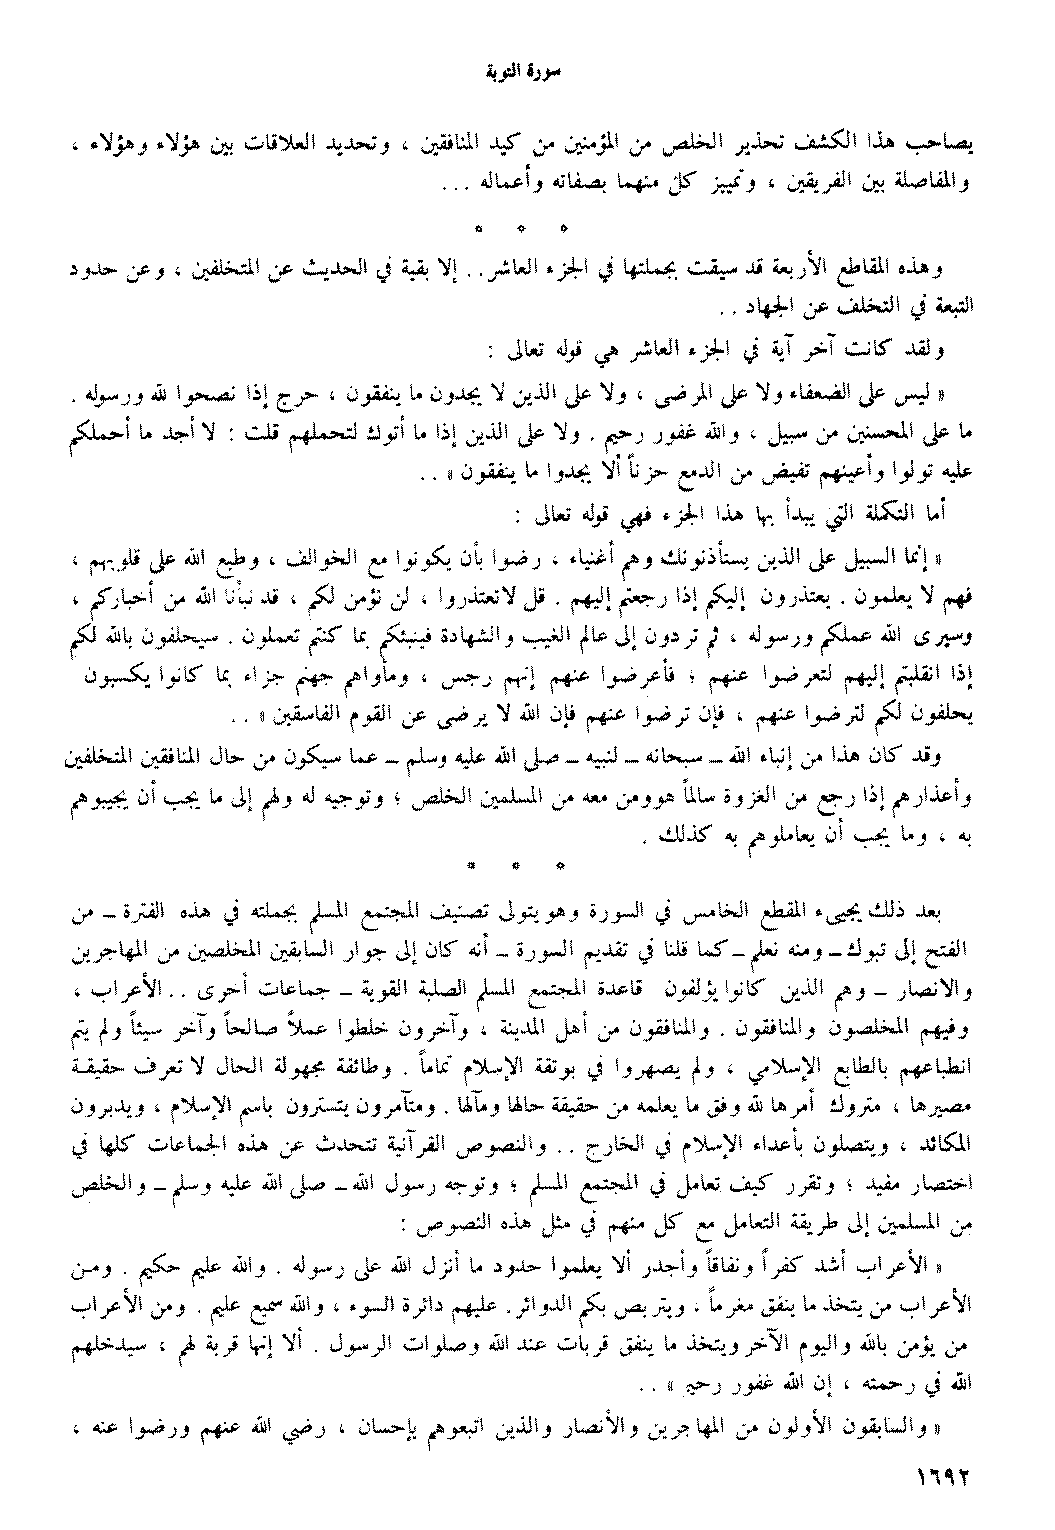 سورة التوبة
يصاحب هذا الكشف تحذير الخلص من المؤمنين من كيد المنافقين ، وتحديد العلاقات بين هؤلاء وهؤلاء ،
والمفاصلة بين الفريقين ، وتمييز كل منهما بصفاته وأعماله ...
* * *
وهذه المقاطع الأربعة قد سيقت بجملتها في الجزء العاشر.. إلا بقية في الحديث عن المتخلفين ، وعن حدود
التبعة في التخلف عن الجهاد ..
ولقد كانت آخر آية في الجزء العاشر هي قوله تعالى :
« ليس على الضعفاء ولا على المرضى ، ولا على الذين لا يجدون ما ينفقون ، حرج إذا نصحوا لله ورسوله .
ما على المحسنين من سبيل ، والله غفور رحيم . ولا على الذين إذا ما أتوك لتحملهم قلت : لا أجد ما أحملكم
عليه تولوا وأعينهم تفيض من الدمع حزناً ألا يجدوا ما ينفقون » ..
أما التكملة التي يبدأ بها هذا الجزء فهي قوله تعالى :
« إنما السبيل على الذين يستأذنونك وهم أغنياء ، رضوا بأن يكونوا مع الخوالف ، وطبع الله على قلوبهم ،
فهم لا يعلمون . يعتذرون إليكم إذا رجعتم إليهم . قل لاتعتذروا ، لن نؤمن لكم ، قد نبأنا الله من أخباركم ،
وسيرى الله عملكم ورسوله ، ثم تردون إلى عالم الغيب والشهادة فينبئكم بما كنتم تعملون . سيحلفون بالله لكم
إذا انقلبتم إليهم لتعرضوا عنهم ؛ فأعرضوا عنهم إنهم رجس ، ومأواهم جهنم جزاء بما كانوا يكسبون
يحلفون لكم لترضوا عنهم ، فإن ترضوا عنهم فإن الله لا يرضى عن القوم الفاسقين » ..
وقد كان هذا من إنباء الله – سبحانه – لنبيه – صلى الله عليه وسلم – عما سيكون من حال المنافقين المتخلفين
وأعذارهم إذا رجع من الغزوة سالماً هوومن معه من المسلمين الخلص ؛ وتوجيه له ولهم إلى ما يجب أن يجيبوهم
به ، وما يجب أن يعاملوهم به كذلك .
* * *
بعد ذلك يجيء المقطع الخامس في السورة وهو يتولى تصنيف المجتمع المسلم بجملته في هذه الفترة – من
الفتح إلى تبوك – ومنه نعلم – كما قلنا في تقديم السورة – أنه كان إلى جوار السابقين المخلصين من المهاجرين
والانصار – وهم الذين كانوا يؤلفون قاعدة المجتمع المسلم الصلبة القوية – جماعات أخرى .. الأعراب ،
وفيهم المخلصون والمنافقون . والمنافقون من أهل المدينة ، وآخرون خلطوا عملاً صالحاً وآخر سيئاً ولم يتم
انطباعهم بالطابع الإسلامي ، ولم يصهروا في بوتقة الإسلام تماماً . وطائفة مجهولة الحال لا تعرف حقيقة
مصيرها ، متروك أمرها لله وفق ما يعلمه من حقيقة حالها ومآلها . ومتآمرون يتسترون باسم الإسلام ، ويدبرون
المكائد ، ويتصلون بأعداء الإسلام في الخارج .. والنصوص القرآنية تتحدث عن هذه الجماعات كلها في
اختصار مفيد ؛ وتقرر كيف تعامل في المجتمع المسلم ؛ وتوجه رسول الله – صلى الله عليه وسلم – والخلص
من المسلمين إلى طريقة التعامل مع كل منهم في مثل هذه النصوص :
« الأعراب أشد كفراً ونفاقاً وأجدر ألا يعلموا حدود ما أنزل الله على رسوله . والله عليم حكيم . ومن
الأعراب من يتخذ ما ينفق مغرماً ، ويتربص بكم الدوائر . عليهم دائرة السوء ، والله سميع عليم . ومن الأعراب
من يؤمن بالله واليوم الآخر ويتخذ ما ينفق قربات عند الله وصلوات الرسول . ألا إنها قربة لهم ، سيدخلهم
الله في رحمته ، إن الله غفور رحيم » ..
« والسابقون الأولون من المهاجرين والأنصار والذين اتبعوهم بإحسان ، رضي الله عنهم ورضوا عنه ،
١٦٩٢